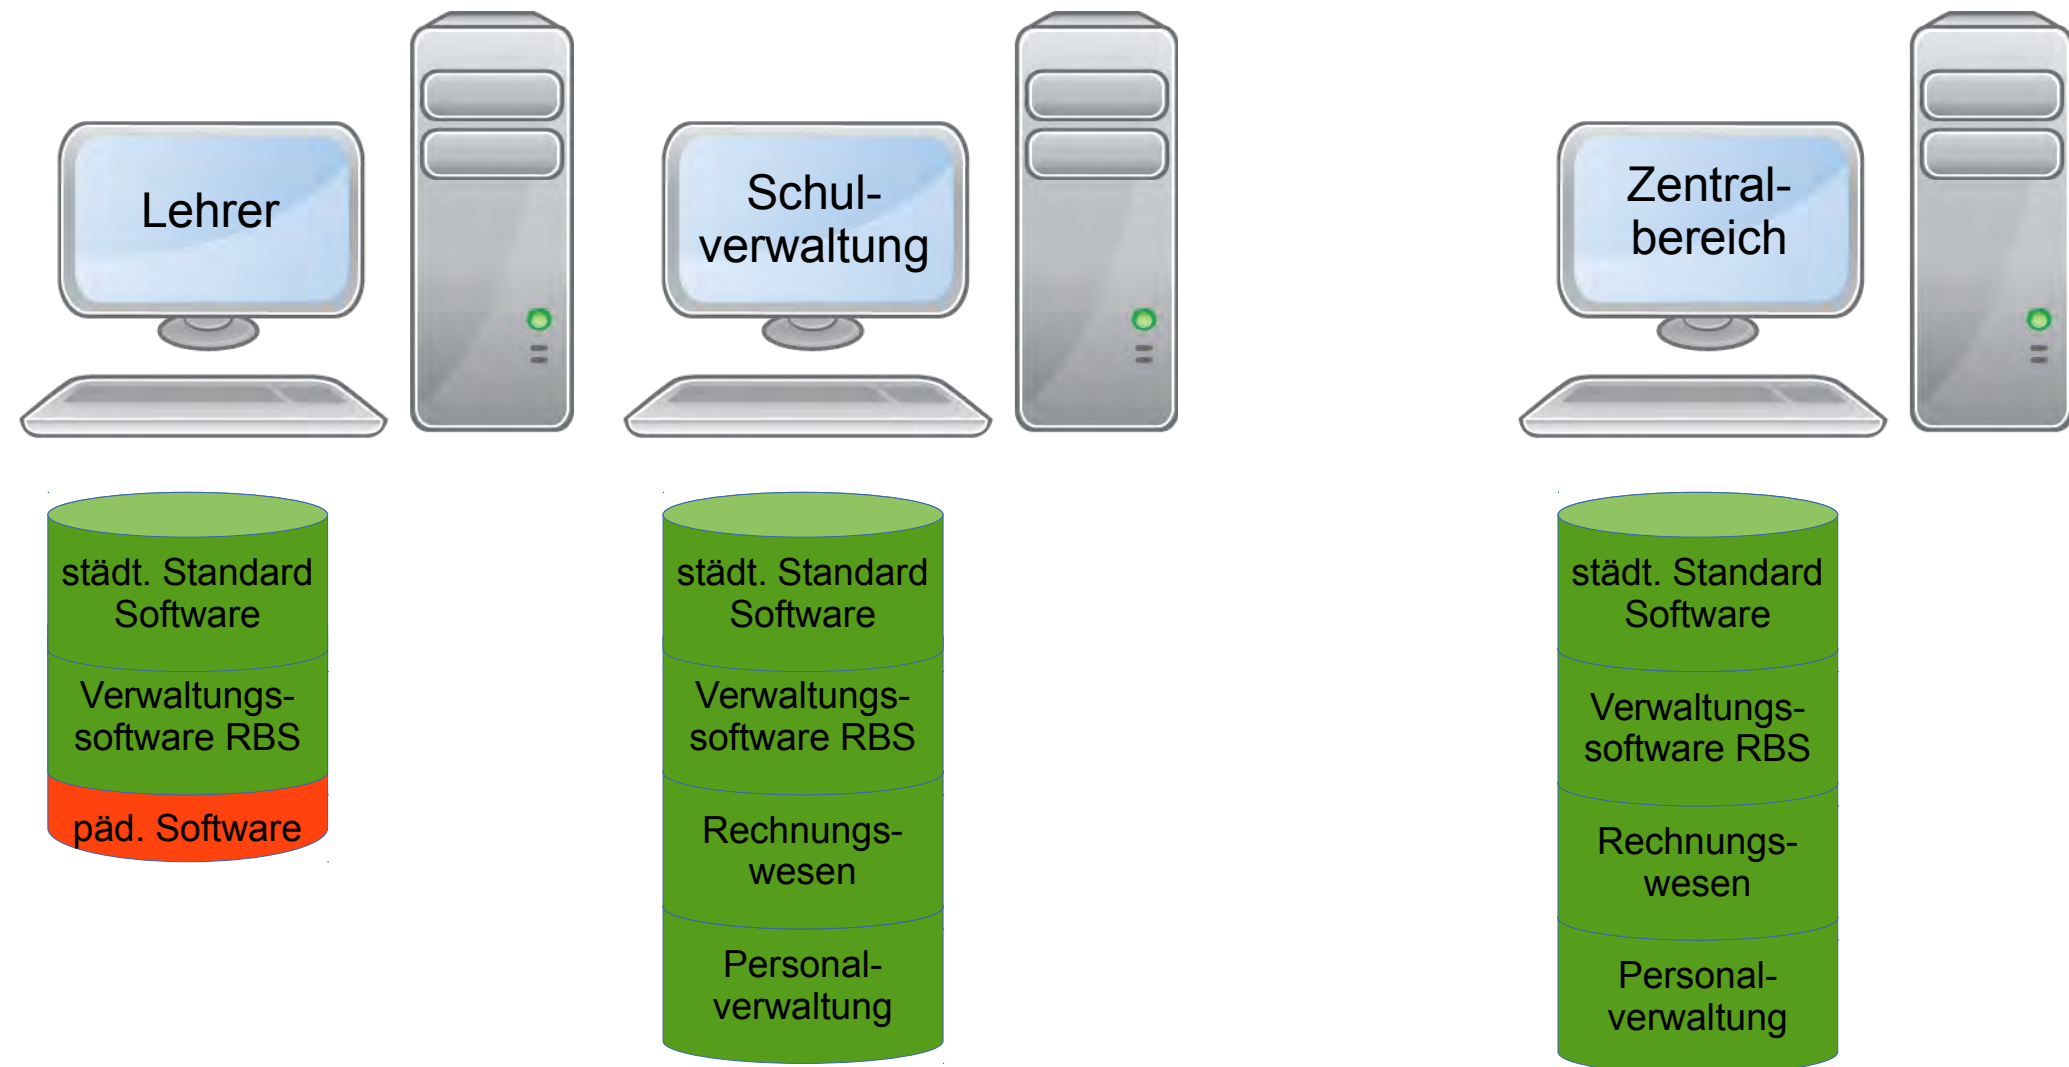 Lehrer
Schul-
verwaltung
Zentral-
bereich
städt. Standard
Software
Verwaltungs-
software RBS
päd. Software
städt. Standard
Software
Verwaltungs-
software RBS
Rechnungs-
wesen
Personal-
verwaltung
städt. Standard
Software
Verwaltungs-
software RBS
Rechnungs-
wesen
Personal-
verwaltung